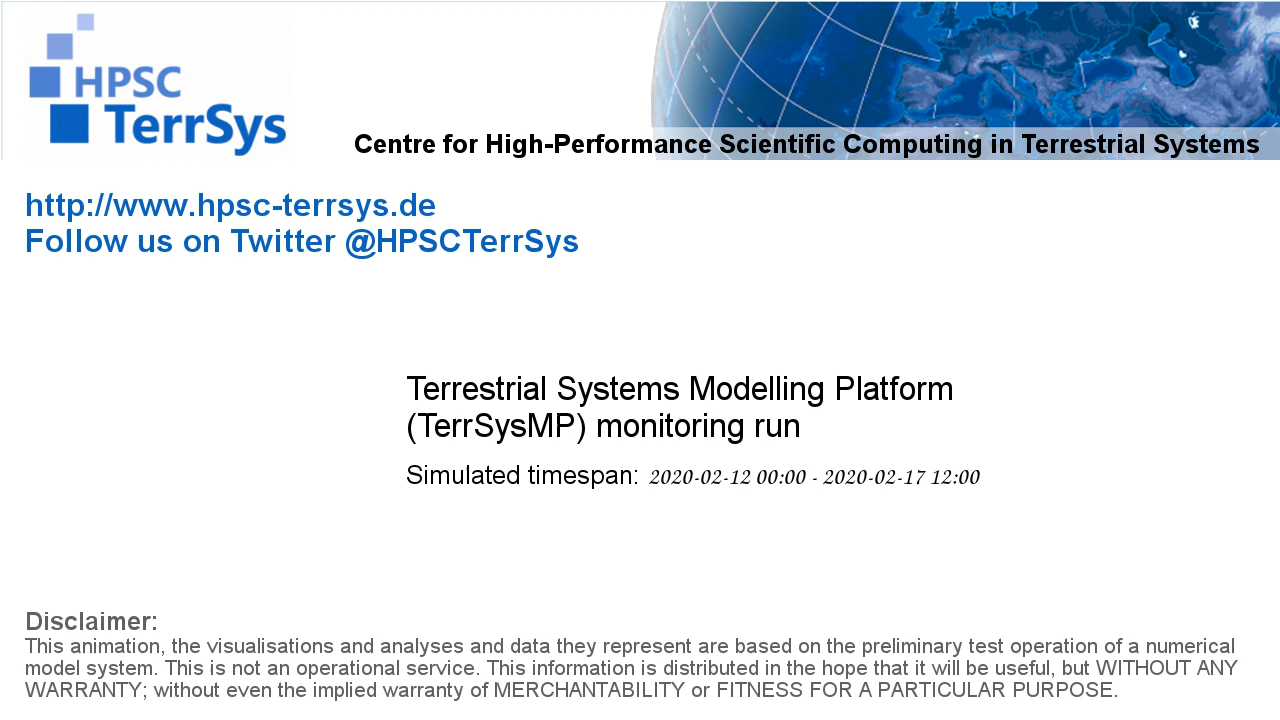 HPSC
TerrSys
Centre for High-Performance Scientific Computing in Terrestrial Systems
http://www.hpsc-terrsys.de
Follow us on Twitter @HPSCTerrSys
Terrestrial Systems Modelling Platform
(TerrSysMP) monitoring run
Simulated timespan: 2020-02-12 00:00 - 2020-02-17 12:00
Disclaimer:
This animation, the visualisations and analyses and data they represent are based on the preliminary test operation of a numerical
model system. This is not an operational service. This information is distributed in the hope that it will be useful, but WITHOUT ANY
WARRANTY; without even the implied warranty of MERCHANTABILITY or FITNESS FOR A PARTICULAR PURPOSE.